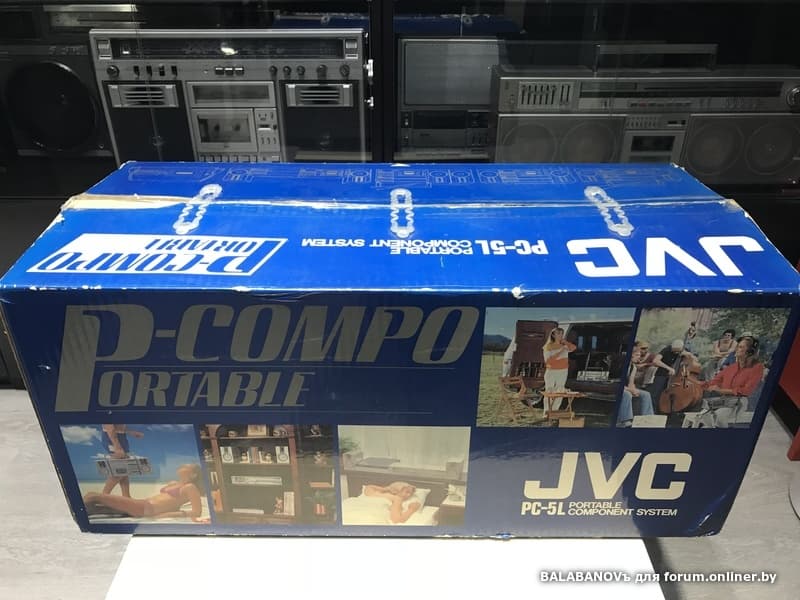 JVC
PC-5L PORTABLE
COMPONENT SYSTEM
P-COMPO
PORTABLE
P-COMPO
PORTABLE
JVC
PC-5L PORTABLE
COMPONENT SYSTEM
BALABANOVъ для forum.onliner.by